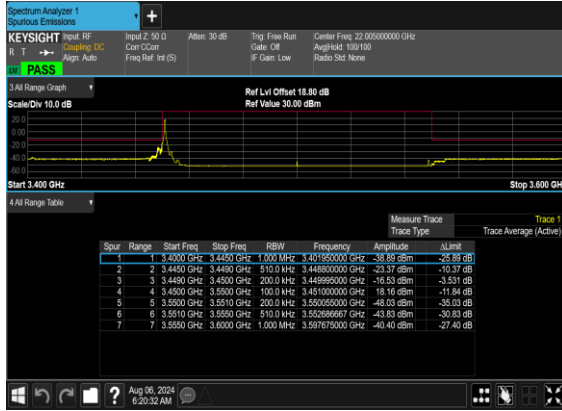 Spectrum Analyzer 1
Spurious Emissions
KEYSIGHT Input: RF Input Z: 50 Ω Atten: 30 dB Trig: Free Run Center Freq: 22.005000000 GHz
R T Coupling: DC Corr CCorr Gate: Off Avg|Hold: 100/100
Align: Auto Freq Ref: Int (S) IF Gain: Low Radio Std: None
PASS
3 All Range Graph
Ref Lvl Offset 18.80 dB
Scale/Div 10.0 dB Ref Value 30.00 dBm
20.0
0.00
-20.0
-40.0
-60.0
Start 3.400 GHz Stop 3.600 GH
4 All Range Table
Measure Trace Trace 1
Trace Type Trace Average (Active)
Spur Range Start Freq Stop Freq RBW Frequency Amplitude ΔLimit
1 1 3.4000 GHz 3.4450 GHz 1.000 MHz 3.401950000 GHz -38.89 dBm -25.89 dB
2 2 3.4450 GHz 3.4490 GHz 510.0 kHz 3.448800000 GHz -23.37 dBm -10.37 dB
3 3 3.4490 GHz 3.4500 GHz 200.0 kHz 3.449995000 GHz -16.53 dBm -3.531 dB
4 4 3.4500 GHz 3.5500 GHz 100.0 kHz 3.451000000 GHz 18.16 dBm -11.84 dB
5 5 3.5500 GHz 3.5510 GHz 200.0 kHz 3.550055000 GHz -48.03 dBm -35.03 dB
6 6 3.5510 GHz 3.5550 GHz 510.0 kHz 3.552686667 GHz -43.83 dBm -30.83 dB
7 7 3.5550 GHz 3.6000 GHz 1.000 MHz 3.597675000 GHz -40.40 dBm -27.40 dB
Aug 06, 2024
6:20:32 AM